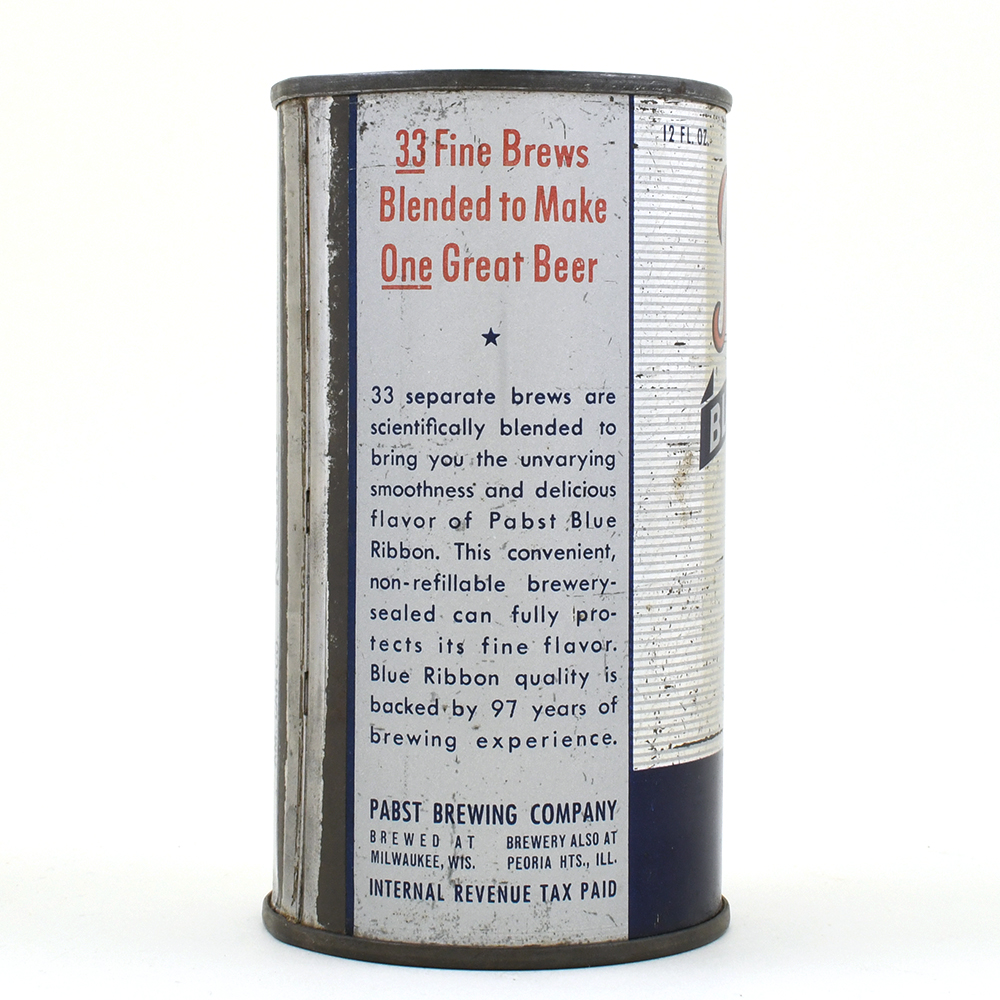 33 Fine Brews
Blended to Make
One Great Beer
33 separate brews are
scientifically blended to
bring you the unvarying
smoothness and delicious
flavor of Pabst Blue
Ribbon. This convenient,
non-refillable brewery-
sealed can fully pro-
tects its fine flavor.
Blue Ribbon quality is
backed by 97 years of
brewing experience.
PABST BREWING COMPANY
BREWED AT BREWERY ALSO AT
MILWAUKEE, WIS. PEORIA HTS., ILL.
INTERNAL REVENUE TAX PAID
12 FL. OZ.